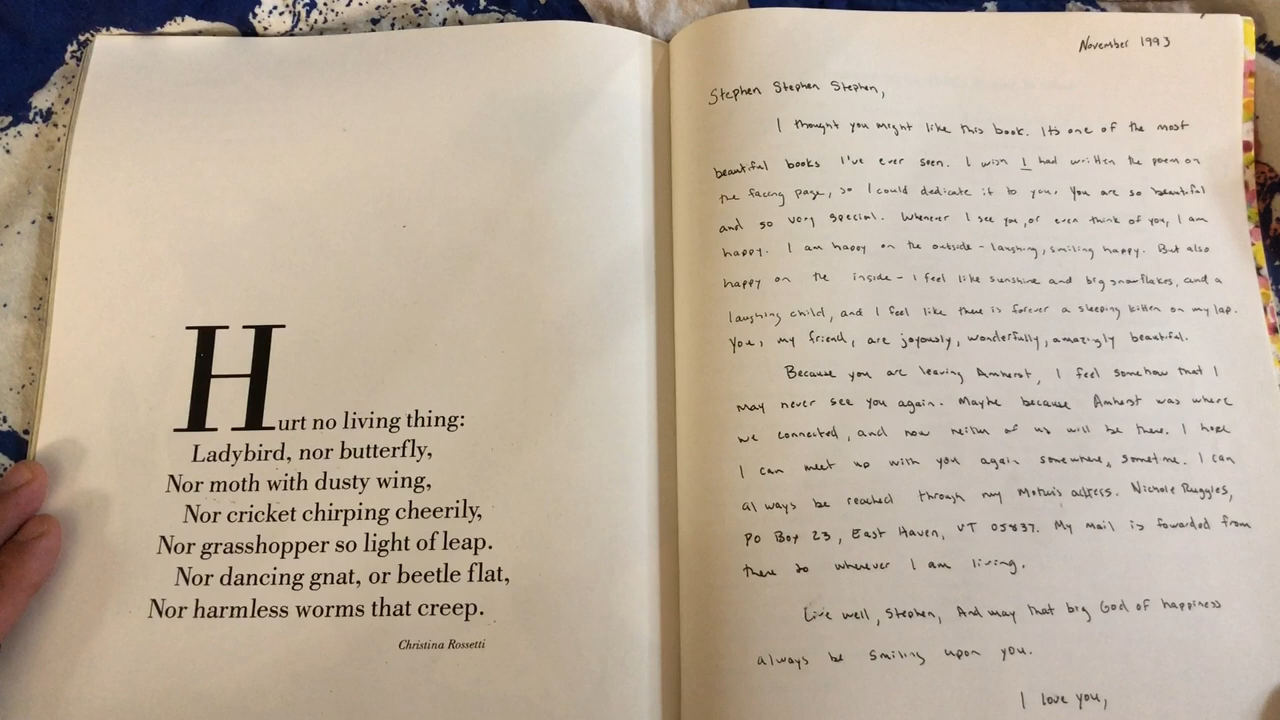 Hurt no living thing:
Ladybird, nor butterfly,
Nor moth with dusty wing,
Nor cricket chirping cheerily,
Nor grasshopper so light of leap.
Nor dancing gnat, or beetle flat,
Nor harmless worms that creep.
Christina Rossetti
November 1993
Stephen Stephen Stephen,
I thought you might like this book. Its one of the most
beautiful books I've ever seen. I wish I had written the poem on
the facing page, so I could dedicate it to you. You are so beautiful
and so very special. Whenever I see you, or even think of you, I am
happy. I am happy on the outside - laughing, smiling happy. But also
happy on the inside - I feel like sunshine and big snowflakes, and a
laughing child, and I feel like there is forever a sleeping kitten on my lap.
You, my friend, are joyously, wonderfully, amazingly beautiful.
Because you are leaving Amherst, I feel somehow that I
may never see you again. Maybe because Amherst was where
we connected, and now neither of us will be there. I hope
I can meet up with you again somewhere, sometime. I can
always be reached through my Mother's adress. Nichole Ruggles,
PO Box 23, East Haven, VT 05837. My mail is fowarded from
there to wherever I am living.
Live well, Stephen, And may that big God of happiness
always be smiling upon you.
I love you,